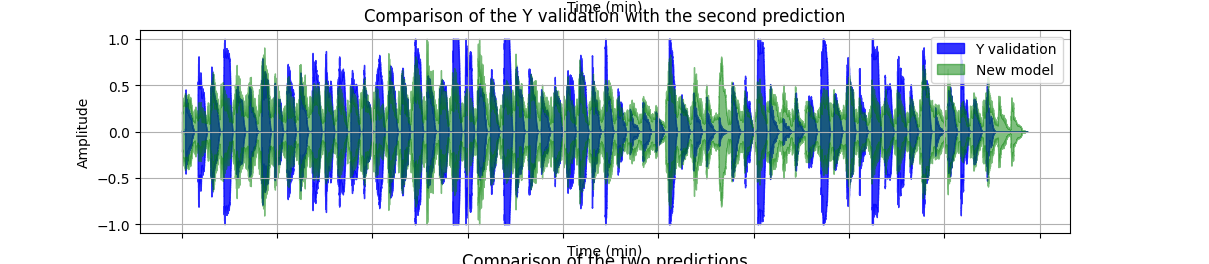 Time (min)
Comparison of the Y validation with the second prediction
1.0
0.5
0.0
−0.5
−1.0
Amplitude
Y validation
New model
Time (min)
Comparison of the two predictions